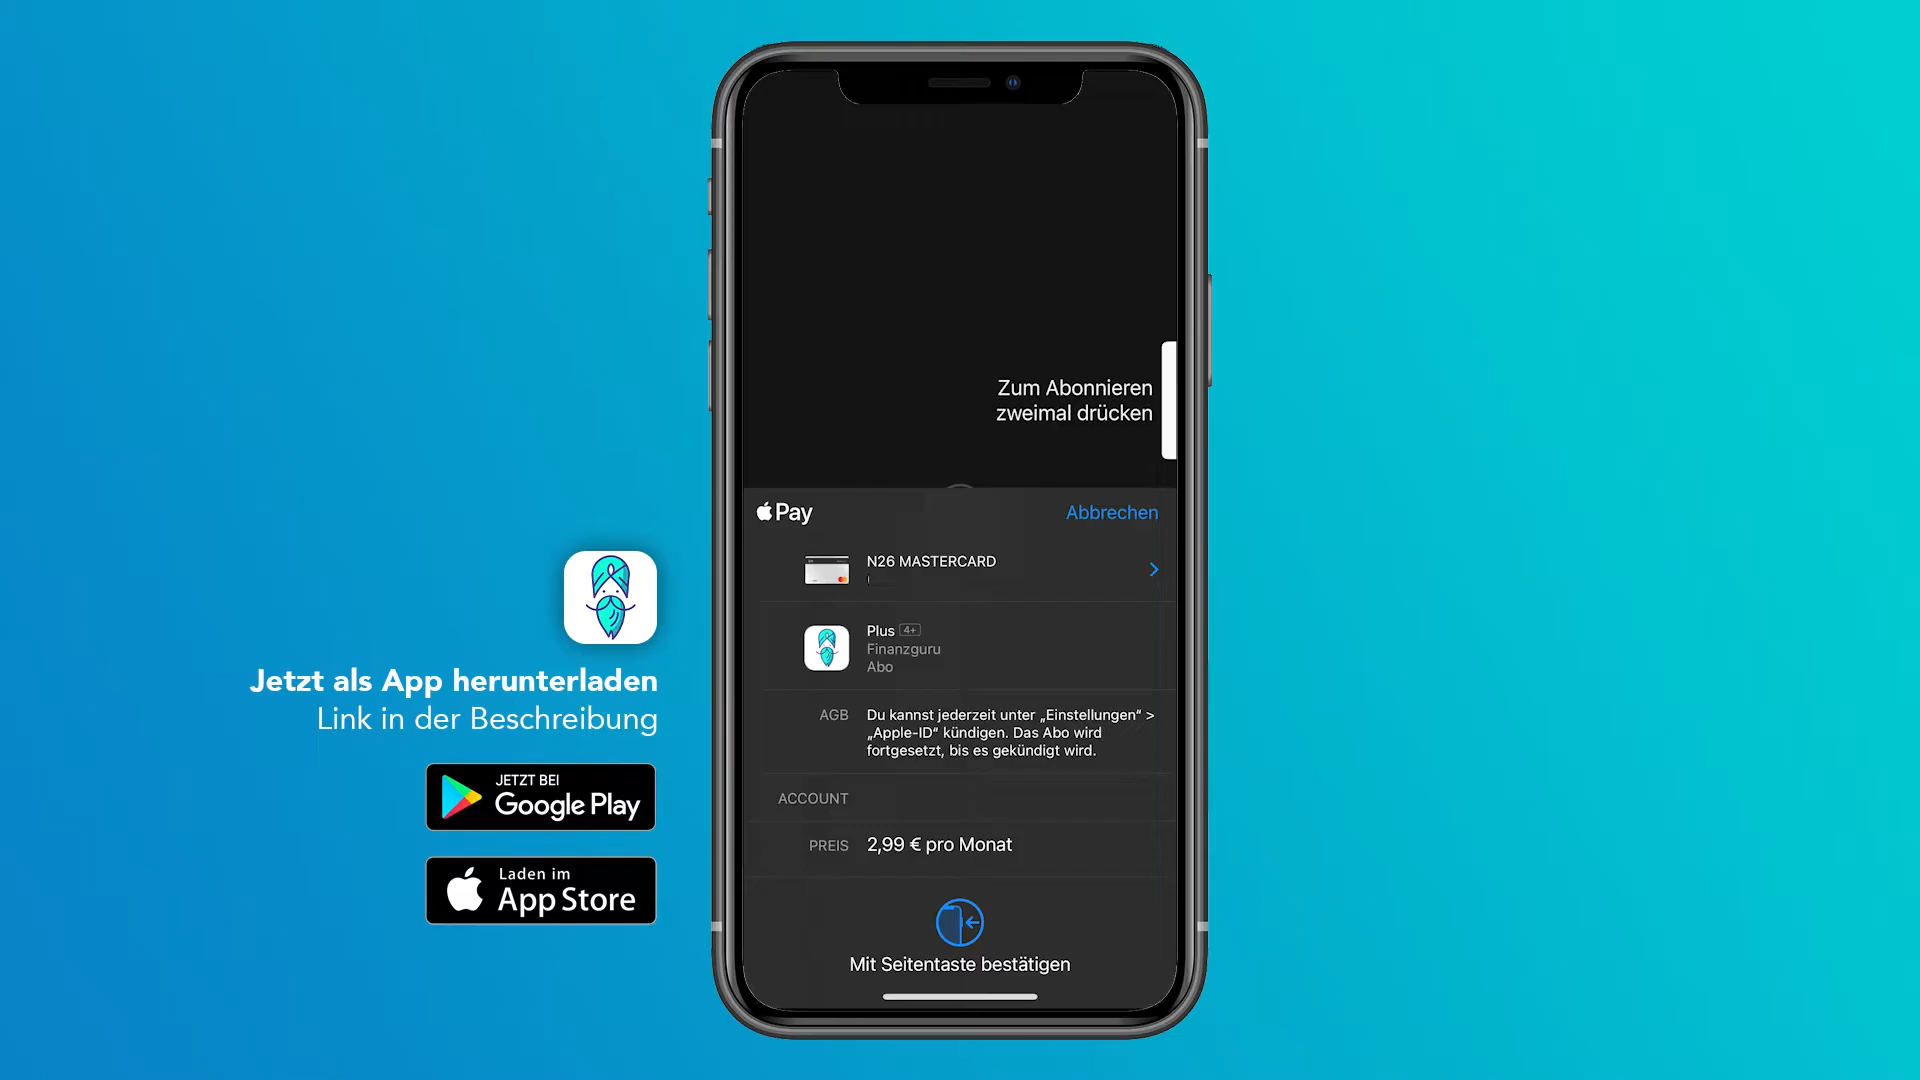 Zum Abonnieren
zweimal drücken
Pay
Abbrechen
N26 MASTERCARD
Plus 4+
Finanzguru
Abo
AGB
Du kannst jederzeit unter „Einstellungen“ >
„Apple-ID“ kündigen. Das Abo wird
fortgesetzt, bis es gekündigt wird.
ACCOUNT
PREIS 2,99 € pro Monat
Mit Seitentaste bestätigen
Jetzt als App herunterladen
Link in der Beschreibung
JETZT BEI
Google Play
Laden im
App Store